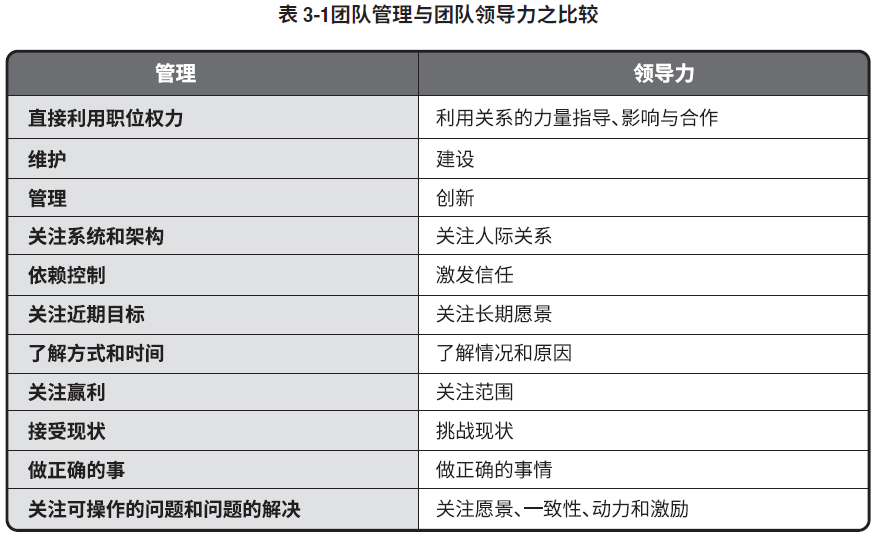 表 3-1团队管理与团队领导力之比较
管理 领导力
直接利用职位权力 利用关系的力量指导、影响与合作
维护 建设
管理 创新
关注系统和架构 关注人际关系
依赖控制 激发信任
关注近期目标 关注长期愿景
了解方式和时间 了解情况和原因
关注赢利 关注范围
接受现状 挑战现状
做正确的事 做正确的事情
关注可操作的问题和问题的解决 关注愿景、一致性、动力和激励